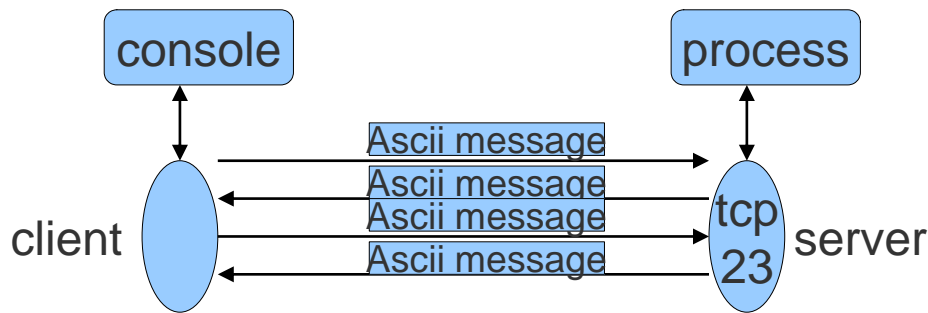 console
process
Ascii message
Ascii message
Ascii message
Ascii message
client
tcp
23
server